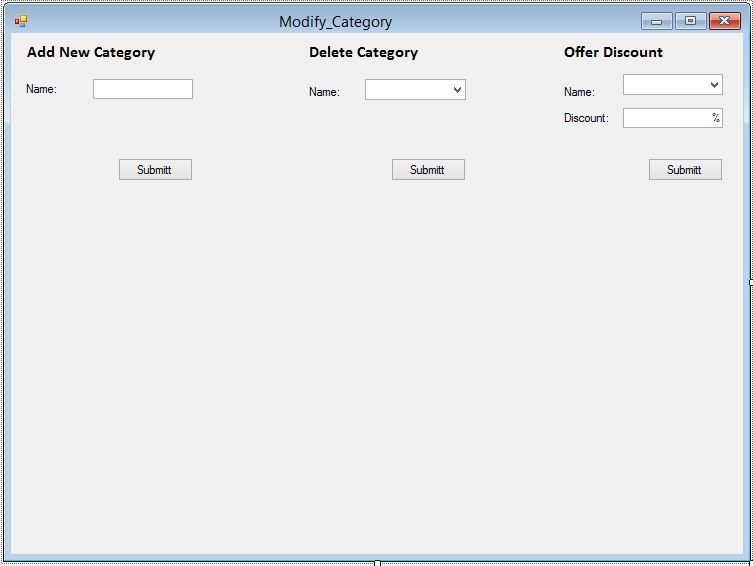 Modify_Category
Add New Category
Delete Category
Offer Discount
Name:
Name:
Name:
Discount:
%
Submitt
Submitt
Submitt